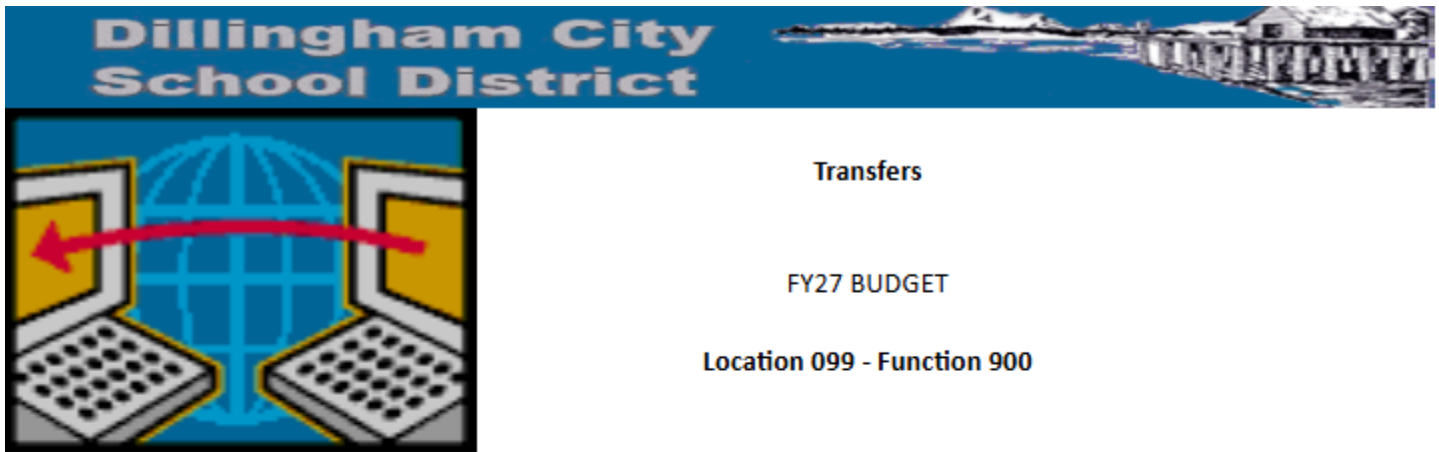 Dillingham City
School District
Transfers
FY27 BUDGET
Location 099 - Function 900